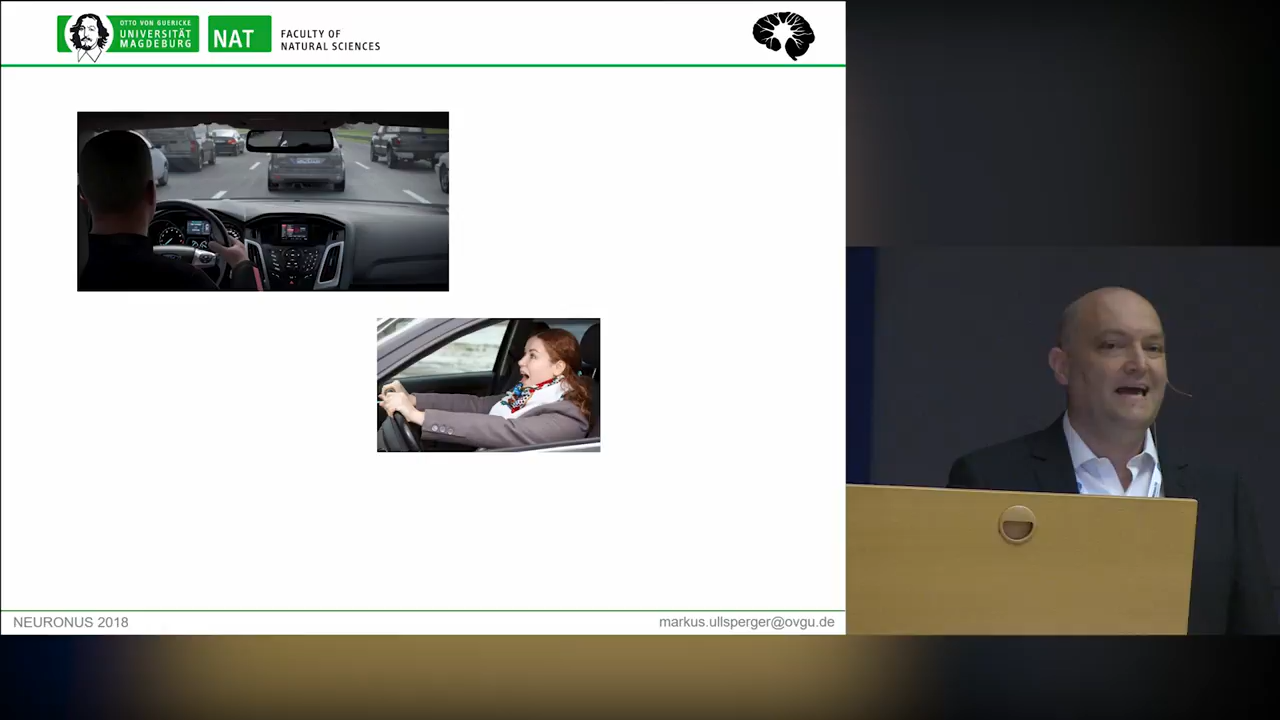 OTTO VON GUERICKE
UNIVERSITÄT
MAGDEBURG
NAT
FACULTY OF
NATURAL SCIENCES
NEURONUS 2018
markus.ullsperger@ovgu.de